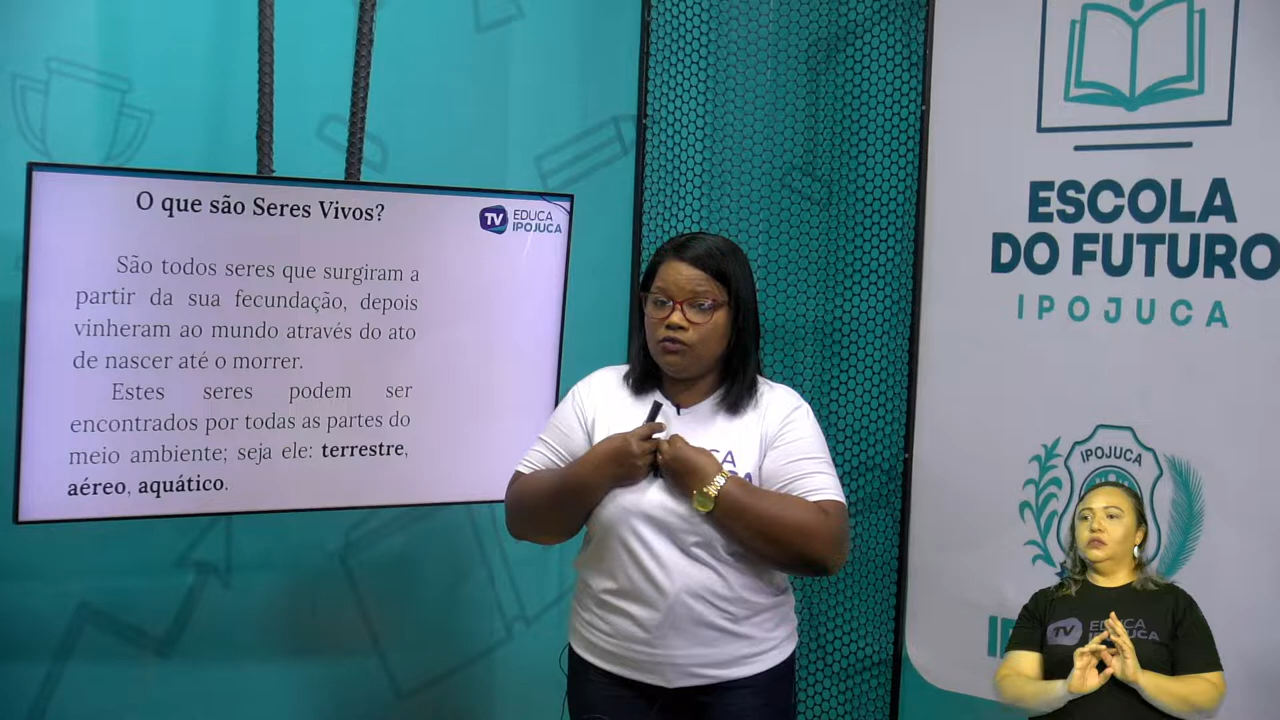 O que são Seres Vivos?
TV EDUCA
IPOJUCA
São todos seres que surgiram a
partir da sua fecundação, depois
vinheram ao mundo através do ato
de nascer até o morrer.
Estes seres podem ser
encontrados por todas as partes do
meio ambiente; seja ele: terrestre,
aéreo, aquático.
ESCOLA
DO FUTURO
IPOJUCA
IPOJUCA
TV EDUCA
IPOJUCA